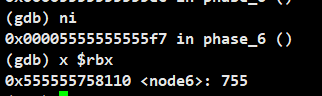 (gdb) ni
0x00005555555555f7 in phase_6 ()
(gdb) x $rbx
0x555555758110 <node6>: 755